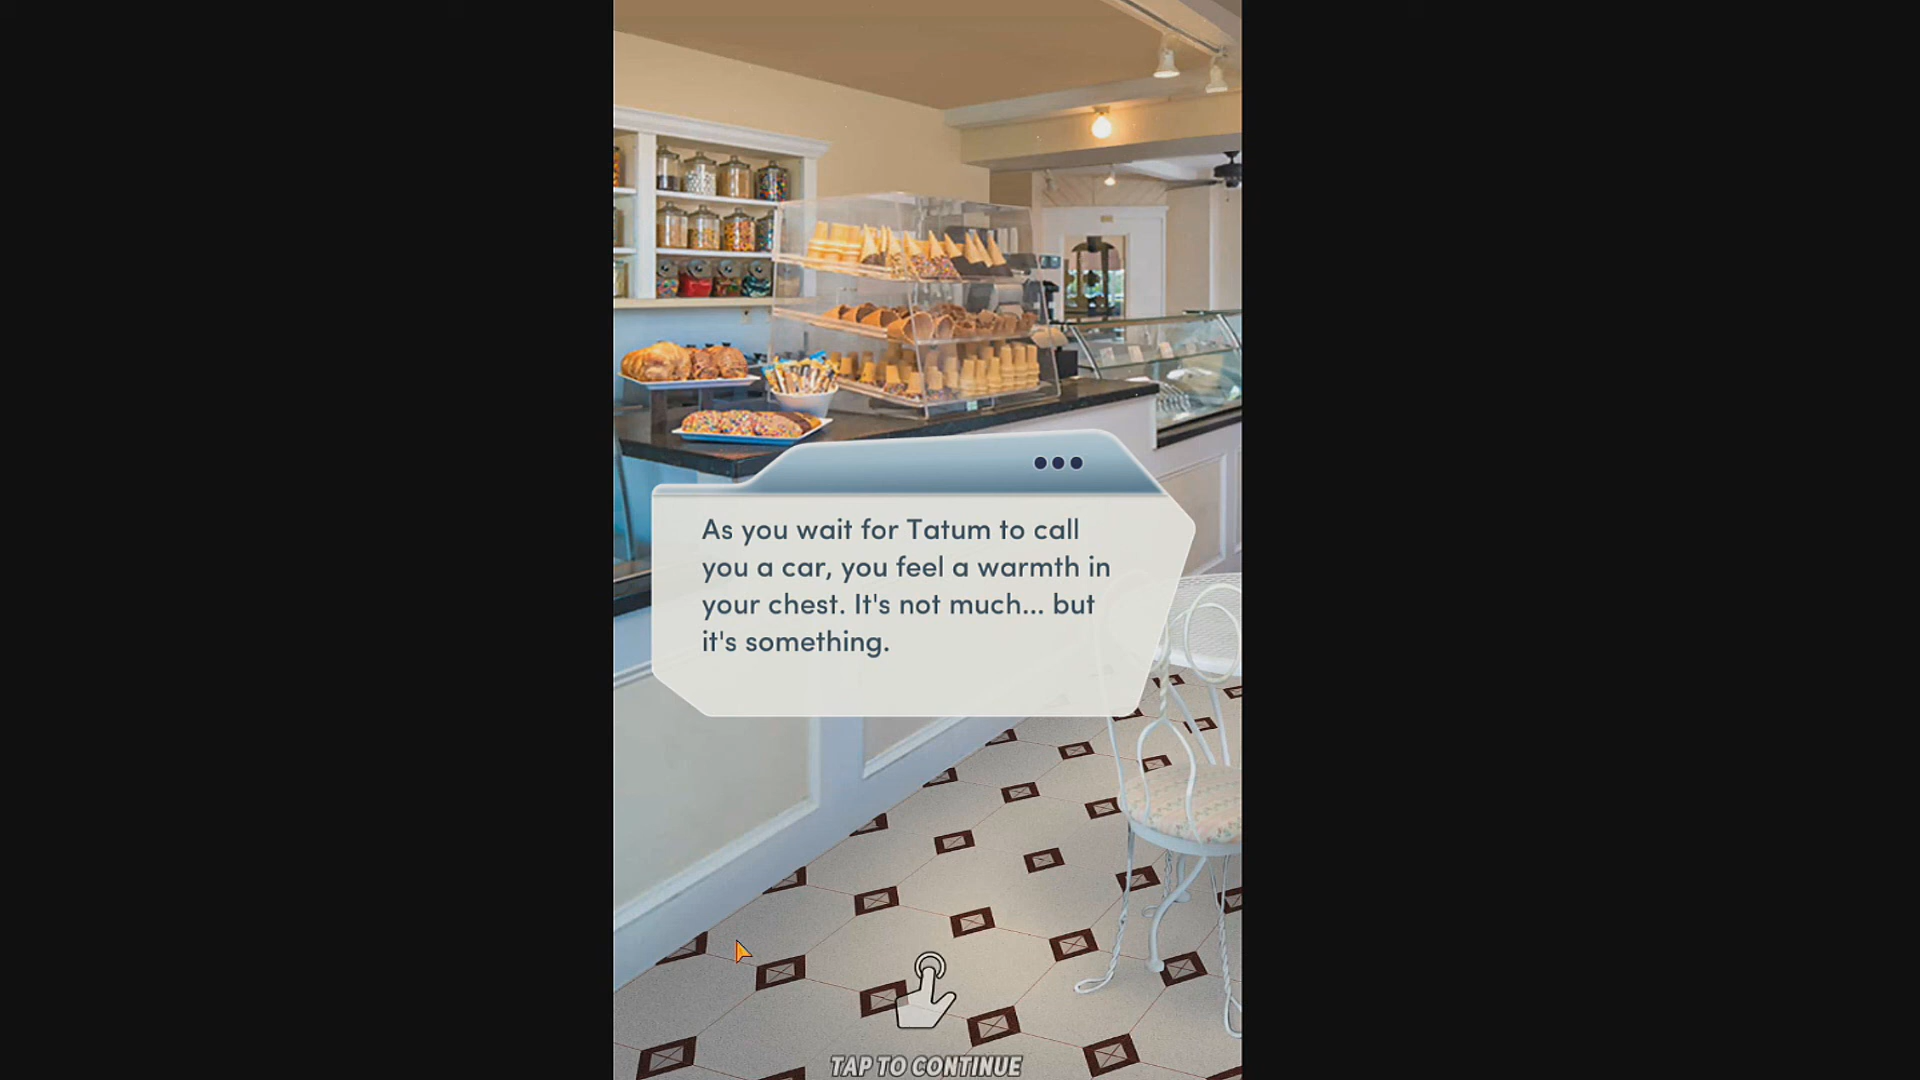 As you wait for Tatum to call
you a car, you feel a warmth in
your chest. It's not much... but
it's something.
TAP TO CONTINUE